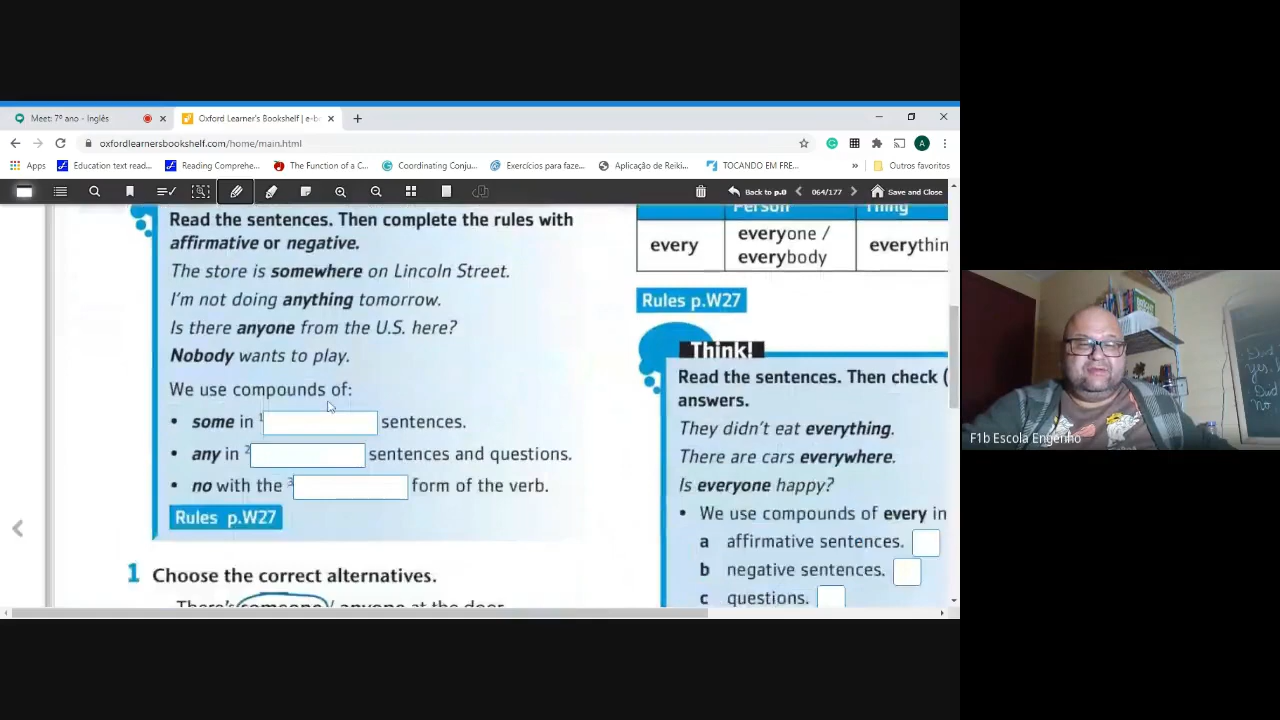 Meet: 7º ano - Inglês
Oxford Learner's Bookshelf | e-b
oxfordlearnersbookshelf.com/home/main.html
Apps
Education text read...
Reading Comprehe...
The Function of a C...
Coordinating Conju...
Exercícios para faze...
Aplicação de Reiki...
TOCANDO EM FRE...
Outros favoritos
Back to p.0
064/177
Save and Close
Read the sentences. Then complete the rules with
affirmative or negative.
The store is somewhere on Lincoln Street.
I'm not doing anything tomorrow.
Is there anyone from the U.S. here?
Nobody wants to play.
We use compounds of:
• some in 1 sentences.
• any in 2 sentences and questions.
• no with the 3 form of the verb.
Rules p.W27
1 Choose the correct alternatives.
There's someone / anyone at the door.
Person Thing
every everyone / everythin
everybody
Rules p.W27
Think!
Read the sentences. Then check (
answers.
They didn't eat everything.
There are cars everywhere.
Is everyone happy?
• We use compounds of every in
a affirmative sentences.
b negative sentences.
c questions.
F1b Escola Engenho